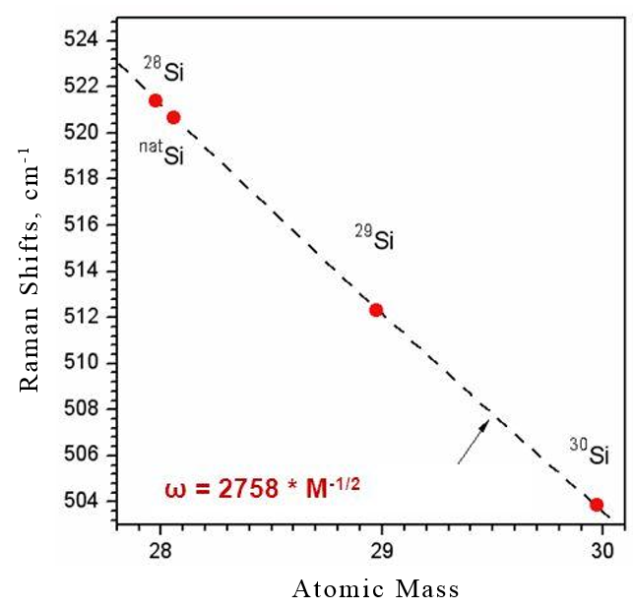 524
522
520
518
516
514
512
510
508
506
504
Raman Shifts, cm⁻¹
²⁸Si
ⁿᵃᵗSi
²⁹Si
³⁰Si
ω = 2758 * M⁻¹/²
28
29
30
Atomic Mass